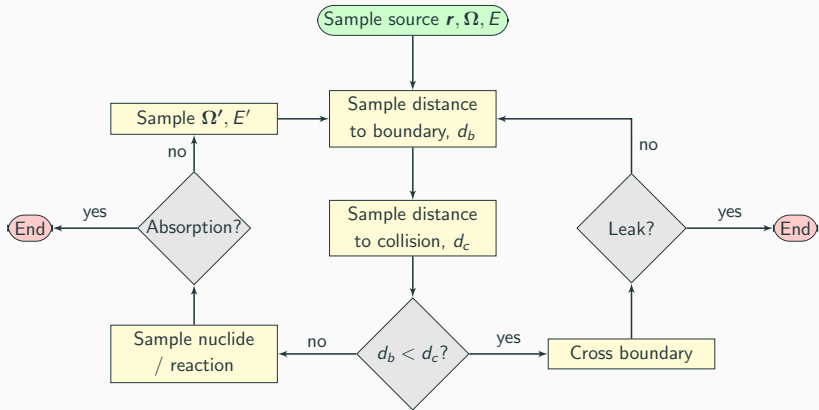 Sample source r, Ω, E
Sample Ω′, E′
Sample distance
to boundary, d_b
no
no
yes
yes
End
Absorption?
Sample distance
to collision, d_c
Leak?
End
Sample nuclide
/ reaction
no
d_b < d_c?
yes
Cross boundary